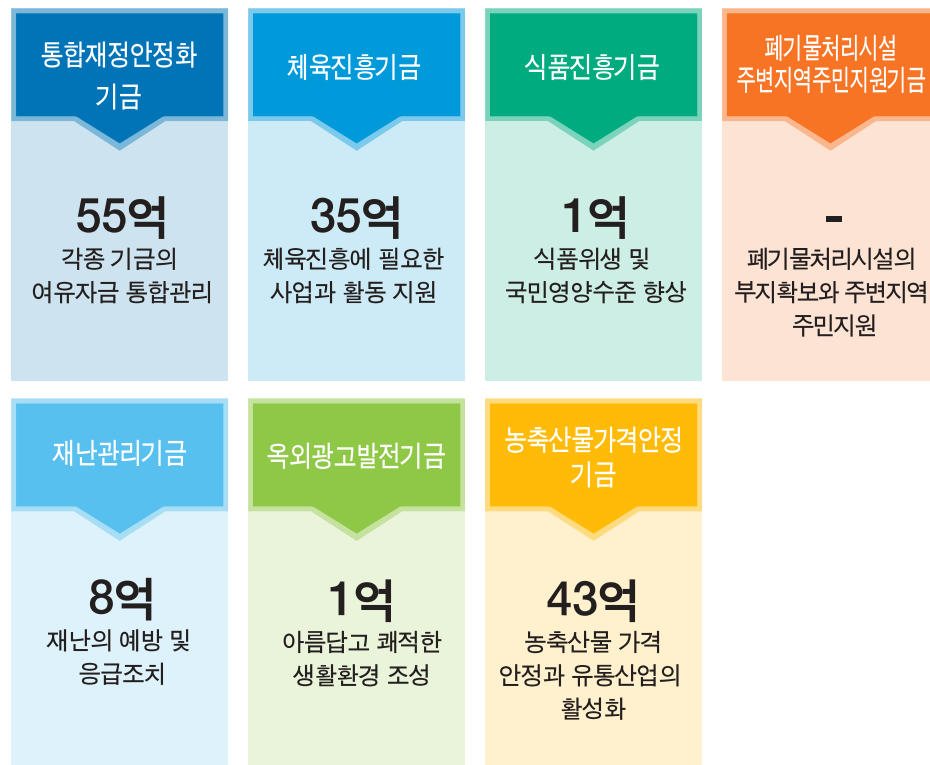 통합재정안정화
기금
55억
각종 기금의
여유자금 통합관리
체육진흥기금
35억
체육진흥에 필요한
사업과 활동 지원
식품진흥기금
1억
식품위생 및
국민영양수준 향상
폐기물처리시설
주변지역주민지원기금
-
폐기물처리시설의
부지확보와 주변지역
주민지원
재난관리기금
8억
재난의 예방 및
응급조치
옥외광고발전기금
1억
아름답고 쾌적한
생활환경 조성
농축산물가격안정
기금
43억
농축산물 가격
안정과 유통산업의
활성화